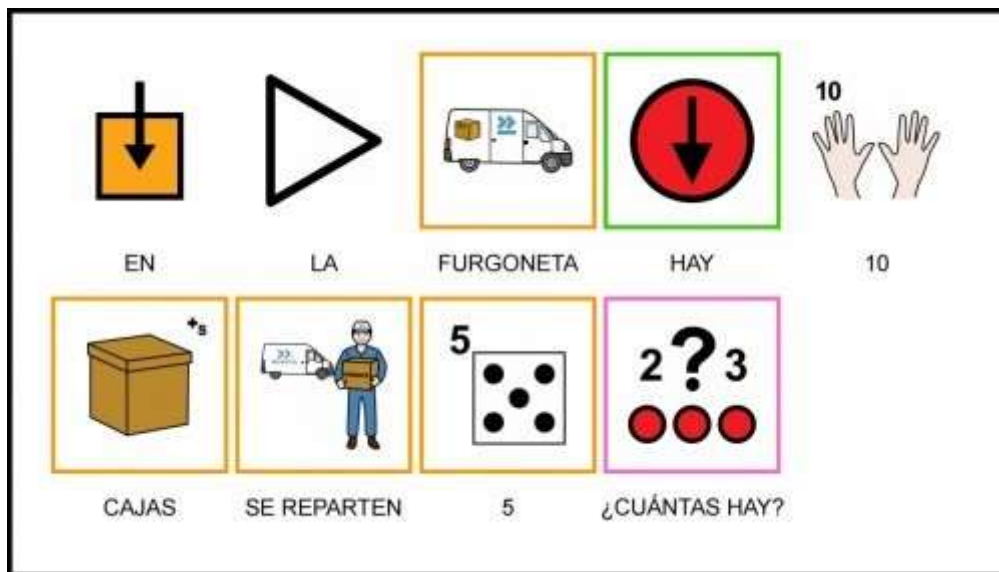 10
EN LA FURGONETA HAY 10
+s 5 2 ? 3
CAJAS SE REPARTEN 5 ¿CUÁNTAS HAY?